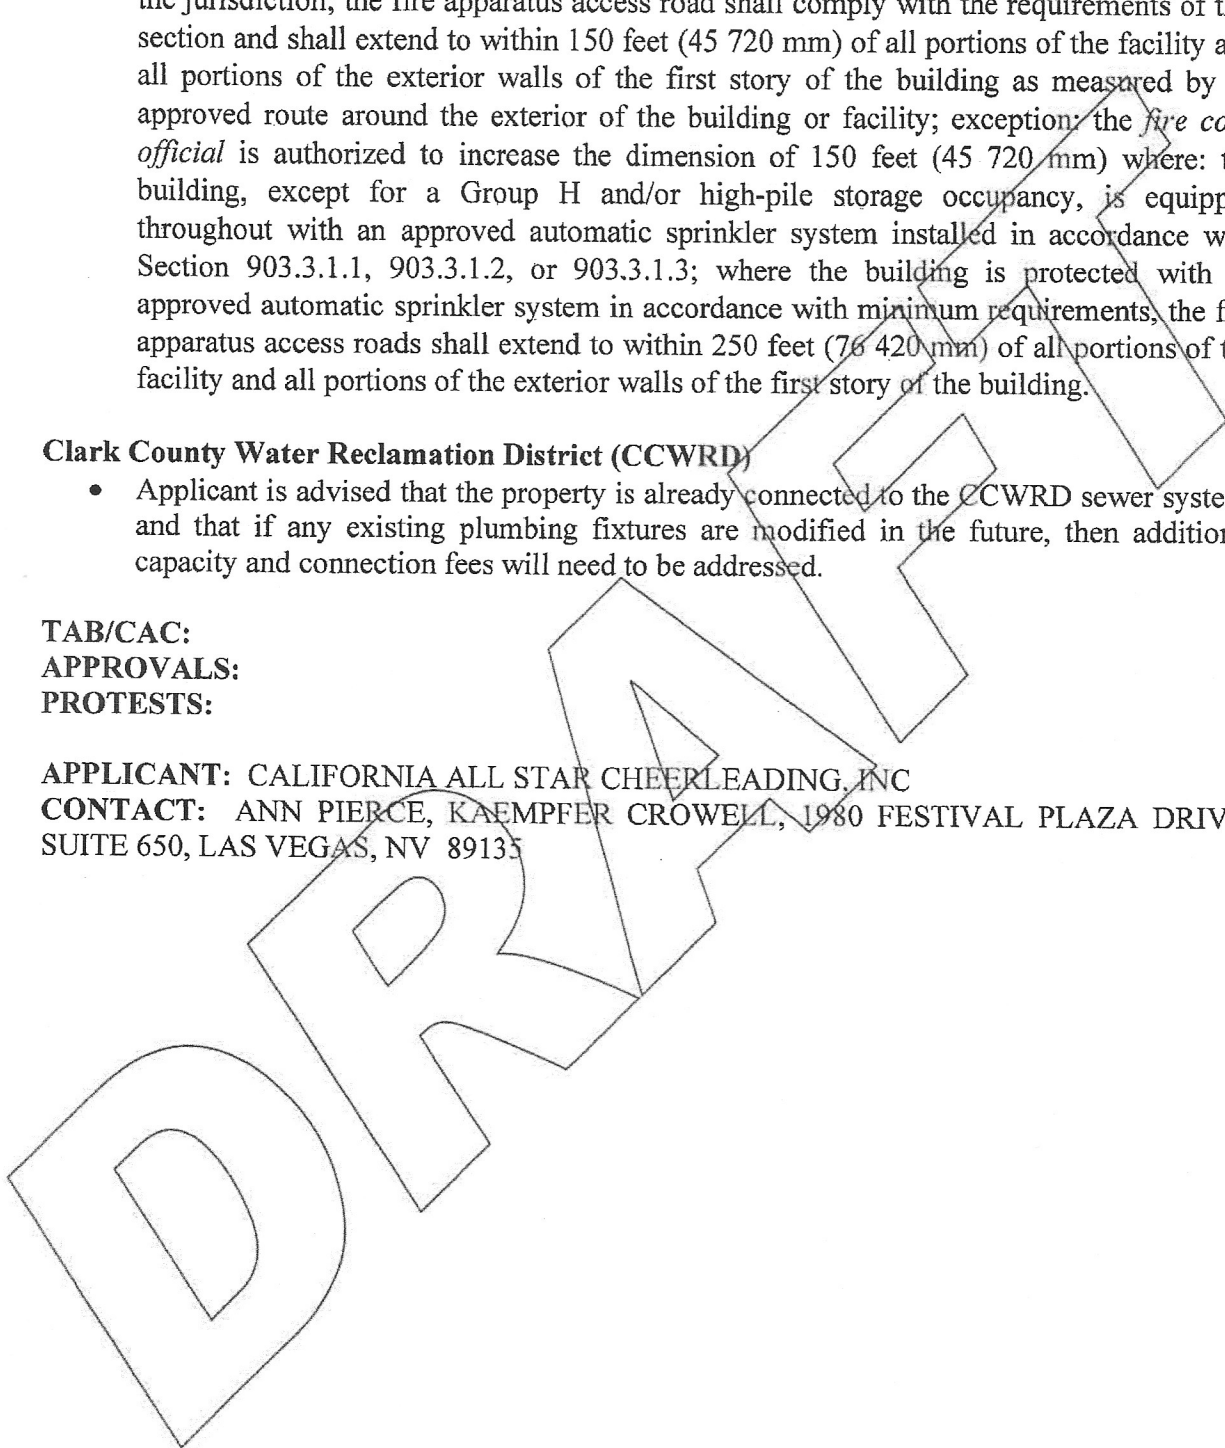 the jurisdiction, the fire apparatus access road shall comply with the requirements of
section and shall extend to within 150 feet (45 720 mm) of all portions of the facility a
all portions of the exterior walls of the first story of the building as measured by
approved route around the exterior of the building or facility; exception: the fire co
official is authorized to increase the dimension of 150 feet (45 720 mm) where: t
building, except for a Group H and/or high-pile storage occupancy, is equipp
throughout with an approved automatic sprinkler system installed in accordance w
Section 903.3.1.1, 903.3.1.2, or 903.3.1.3; where the building is protected with
approved automatic sprinkler system in accordance with minimum requirements, the f
apparatus access roads shall extend to within 250 feet (76 420 mm) of all portions of t
facility and all portions of the exterior walls of the first story of the building.
Clark County Water Reclamation District (CCWRD)
• Applicant is advised that the property is already connected to the CCWRD sewer syste
and that if any existing plumbing fixtures are modified in the future, then addition
capacity and connection fees will need to be addressed.
TAB/CAC:
APPROVALS:
PROTESTS:
APPLICANT: CALIFORNIA ALL STAR CHEERLEADING, INC
CONTACT: ANN PIERCE, KAEMPFER CROWELL, 1980 FESTIVAL PLAZA DRIV
SUITE 650, LAS VEGAS, NV 89135
DRAFT